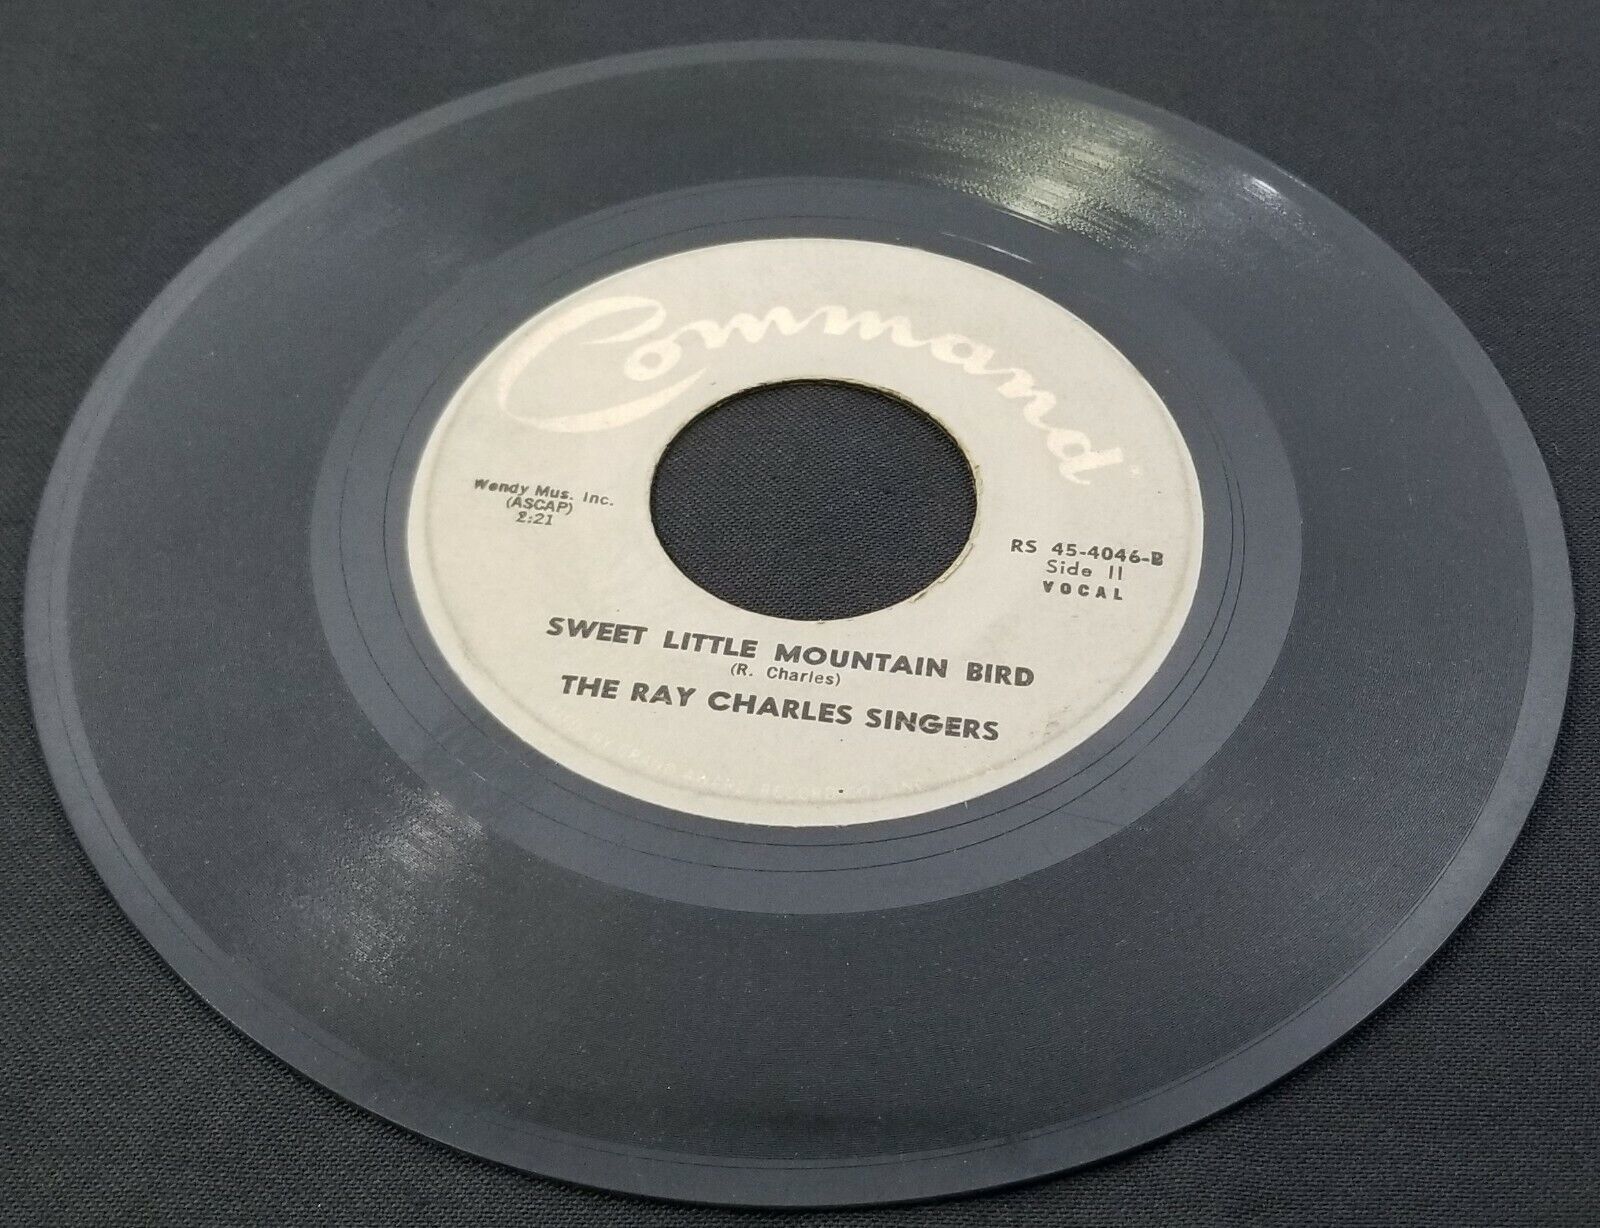 Command
Wendy Mus. Inc.
(ASCAP)
2:21
RS 45-4046-B
Side II
VOCAL
SWEET LITTLE MOUNTAIN BIRD
(R. Charles)
THE RAY CHARLES SINGERS